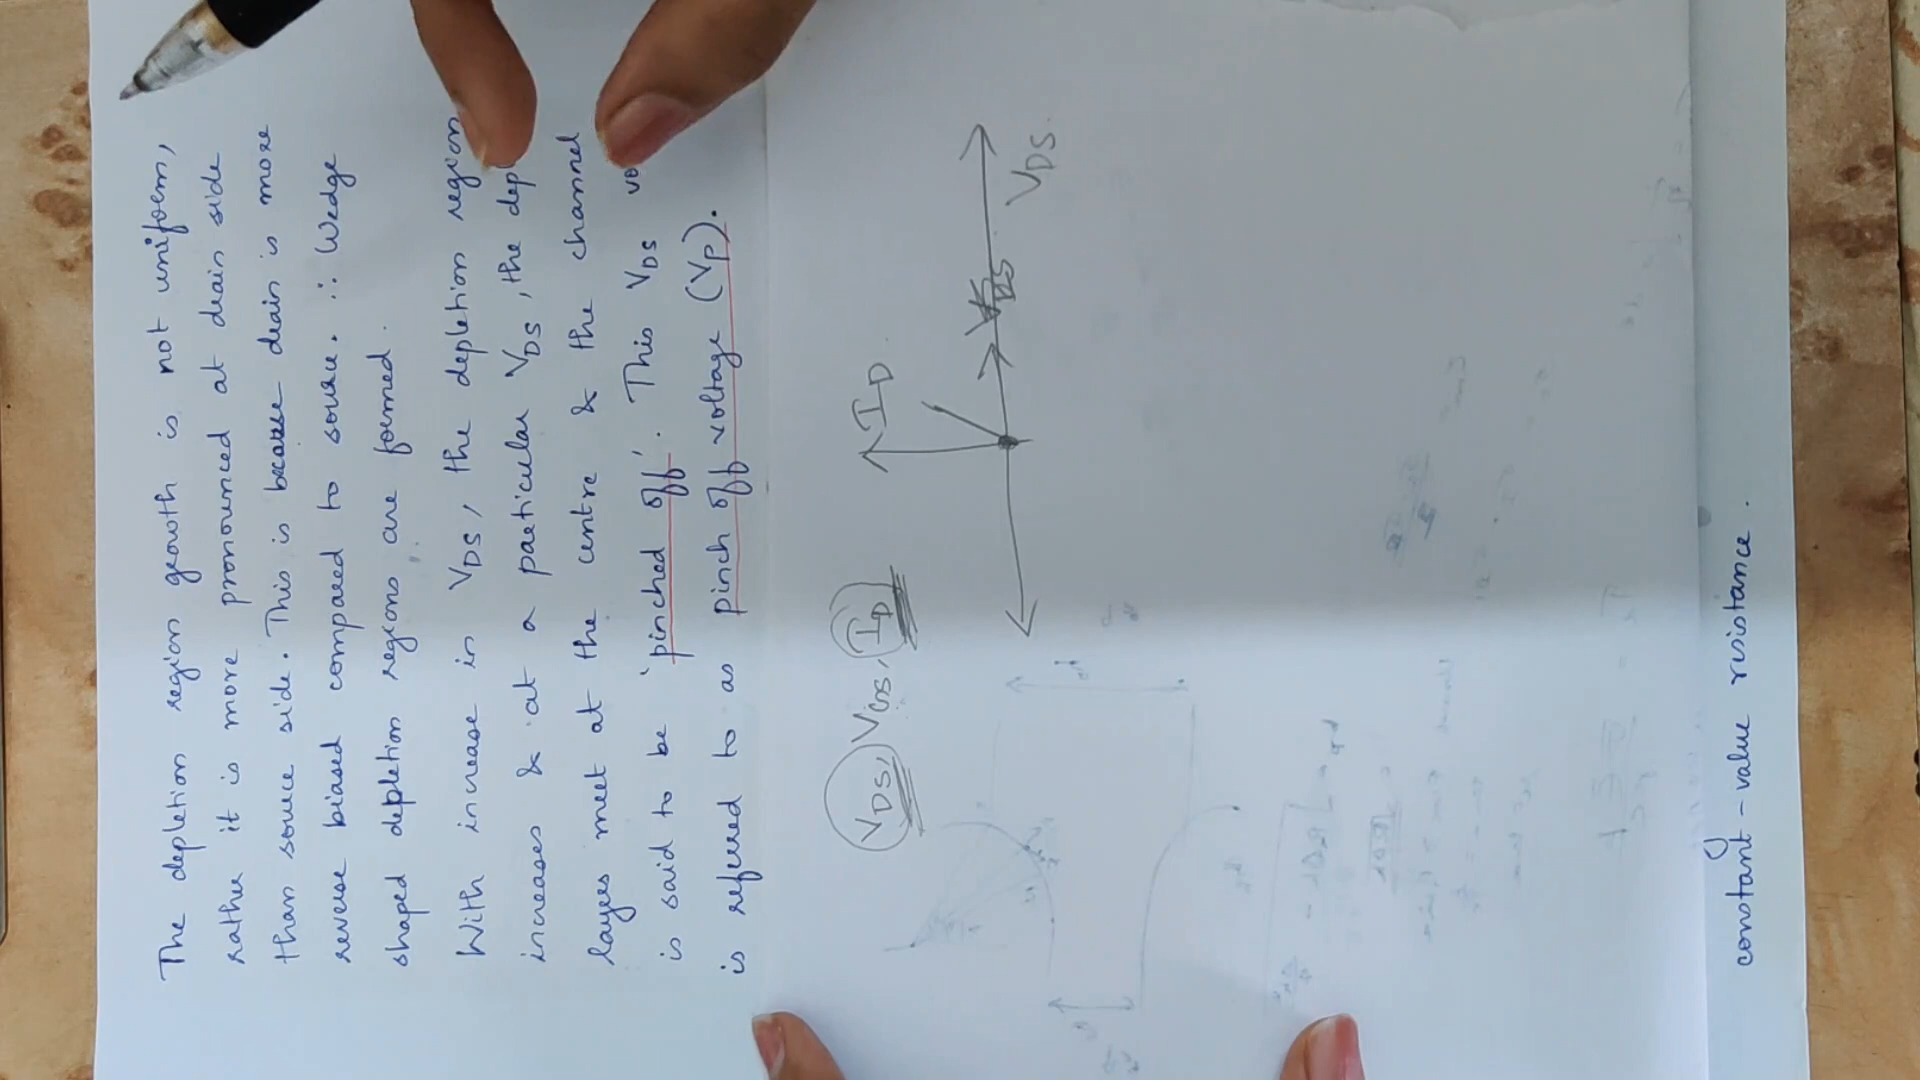 The depletion region growth is not uniform,
rather it is more pronounced at drain side
than source side. This is because drain is more
reverse biased compared to source. ∴ Wedge
shaped depletion regions are formed.
With increase in VDS, the depletion region
increases & at a particular VDS, the depl
layers meet at the centre & the channel
is said to be 'pinched off'. This VDS vo
is referred to as pinch off voltage (Vp).
VDS, VGS, ID
ID
VDS
VDS.
constant-value resistance.